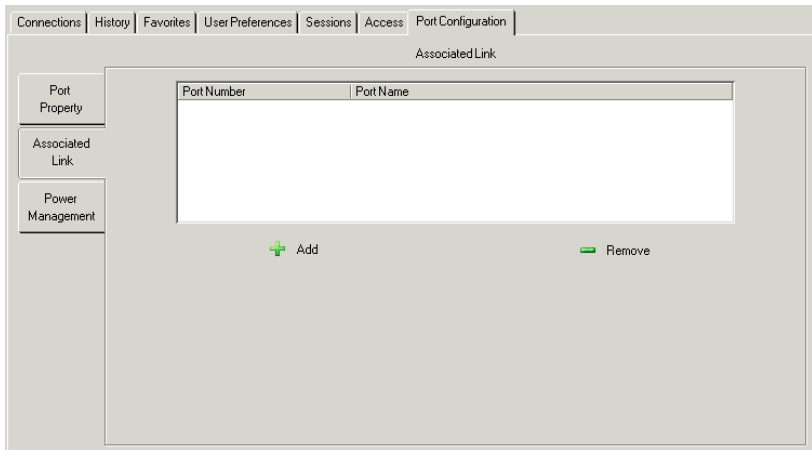 Connections History Favorites User Preferences Sessions Access Port Configuration
Associated Link
Port
Property
Associated
Link
Power
Management
Port Number Port Name
Add Remove